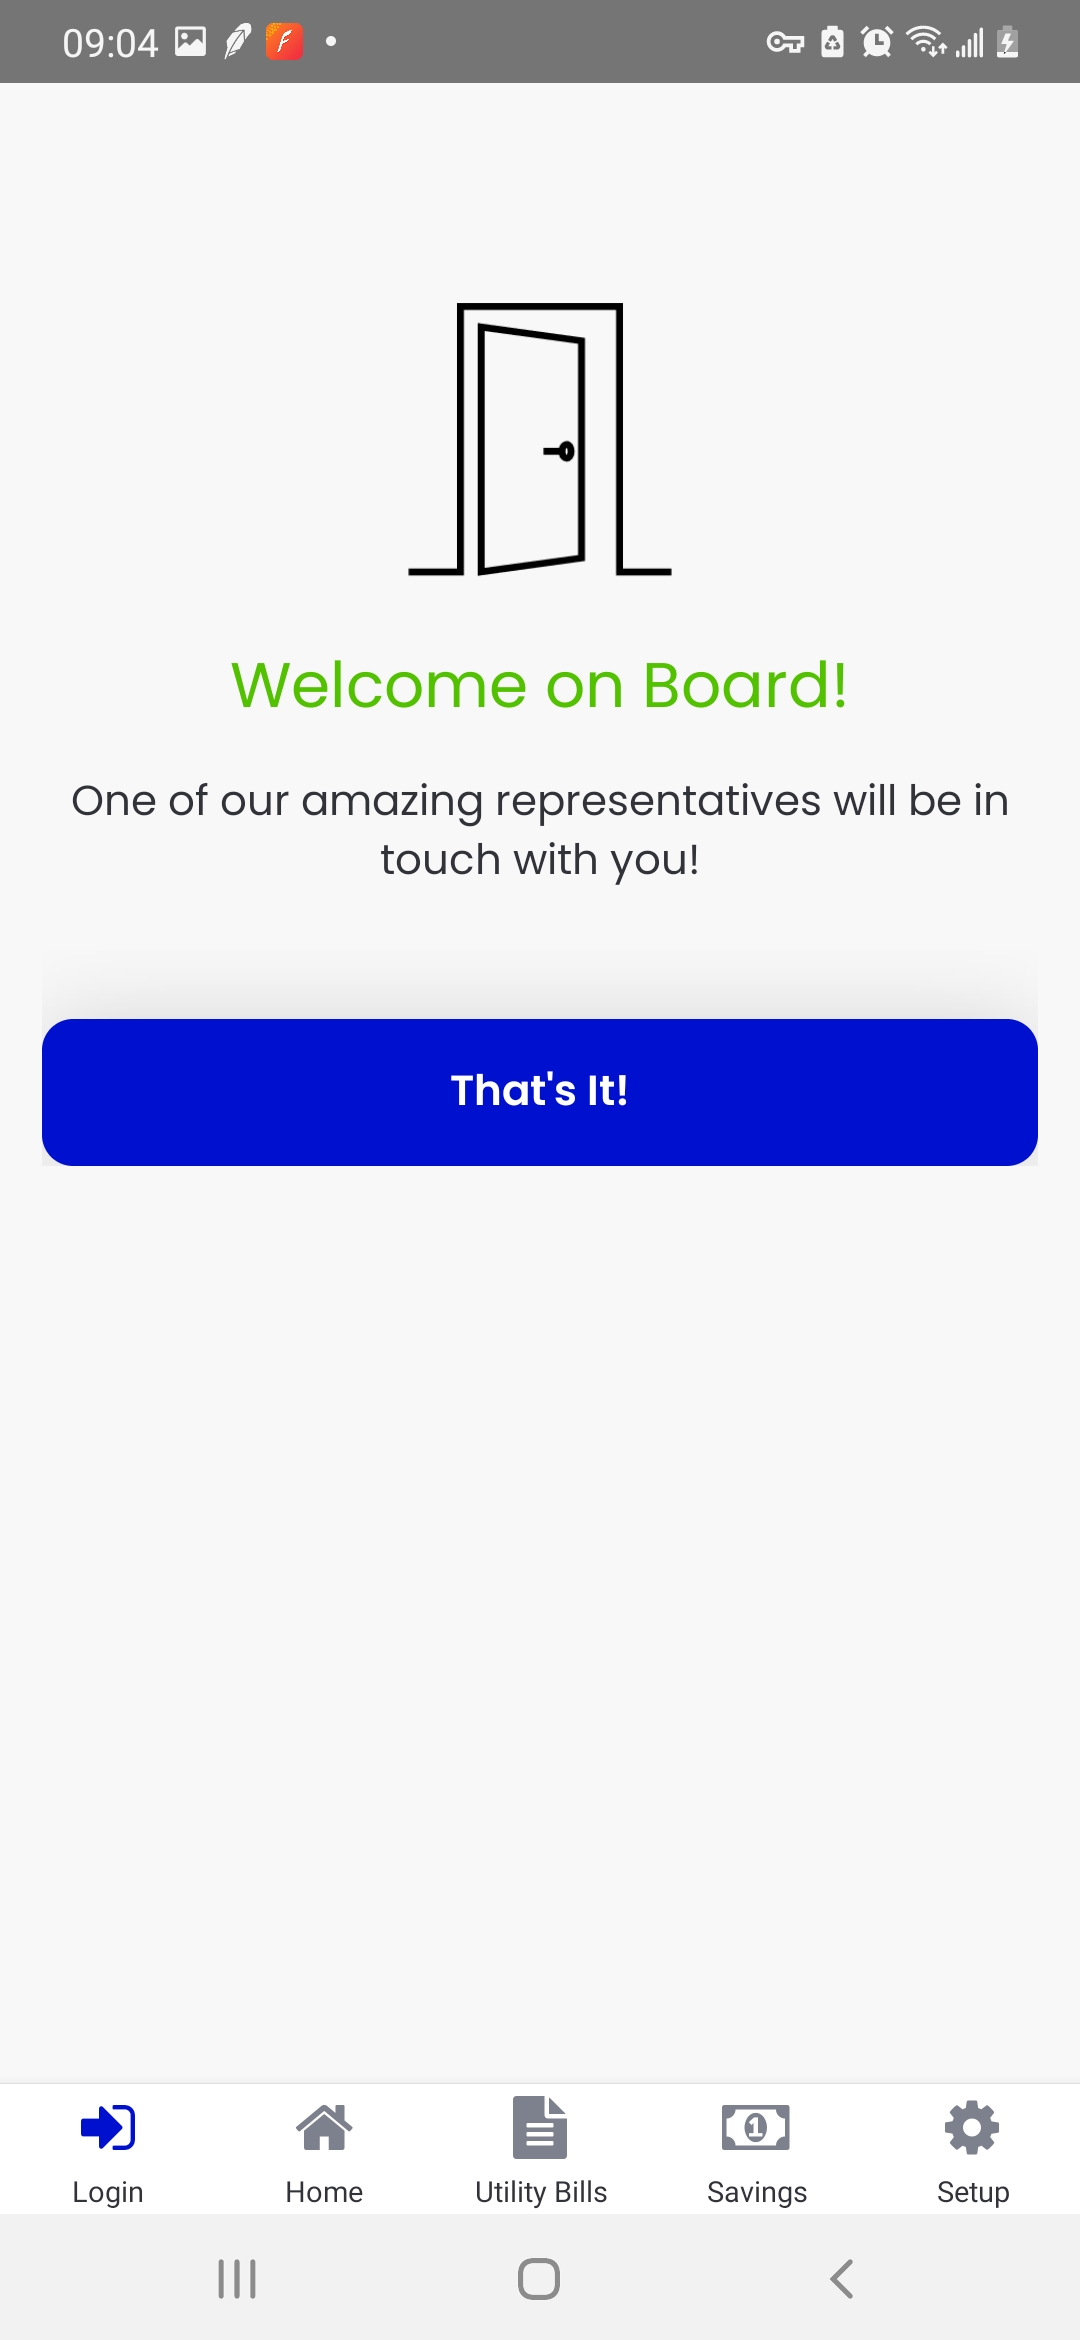 09:04
Welcome on Board!
One of our amazing representatives will be in
touch with you!
That's It!
Login
Home
Utility Bills
1
Savings
Setup